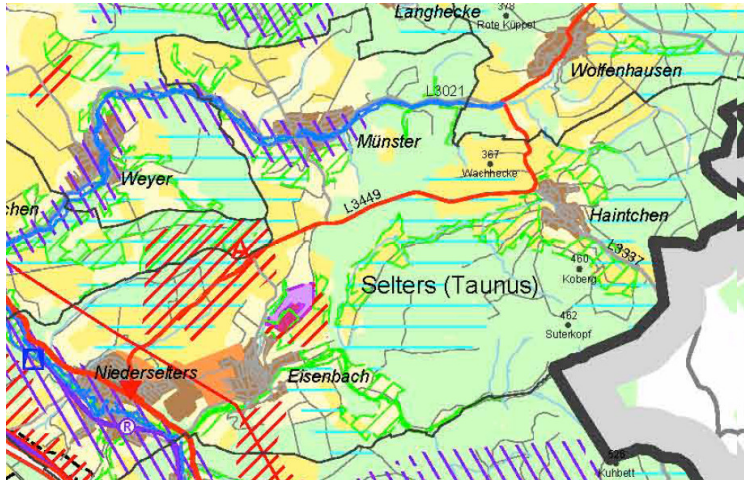 Langhecke
378
Rote Küppel
Wolfenhausen
L3021
Münster
367
Wachhecke
Weyer
chen
L3449
Haintchen
L3337
460
Koberg
Selters (Taunus)
462
Suterkopf
Niederselters
Eisenbach
R
526
Kuhbett